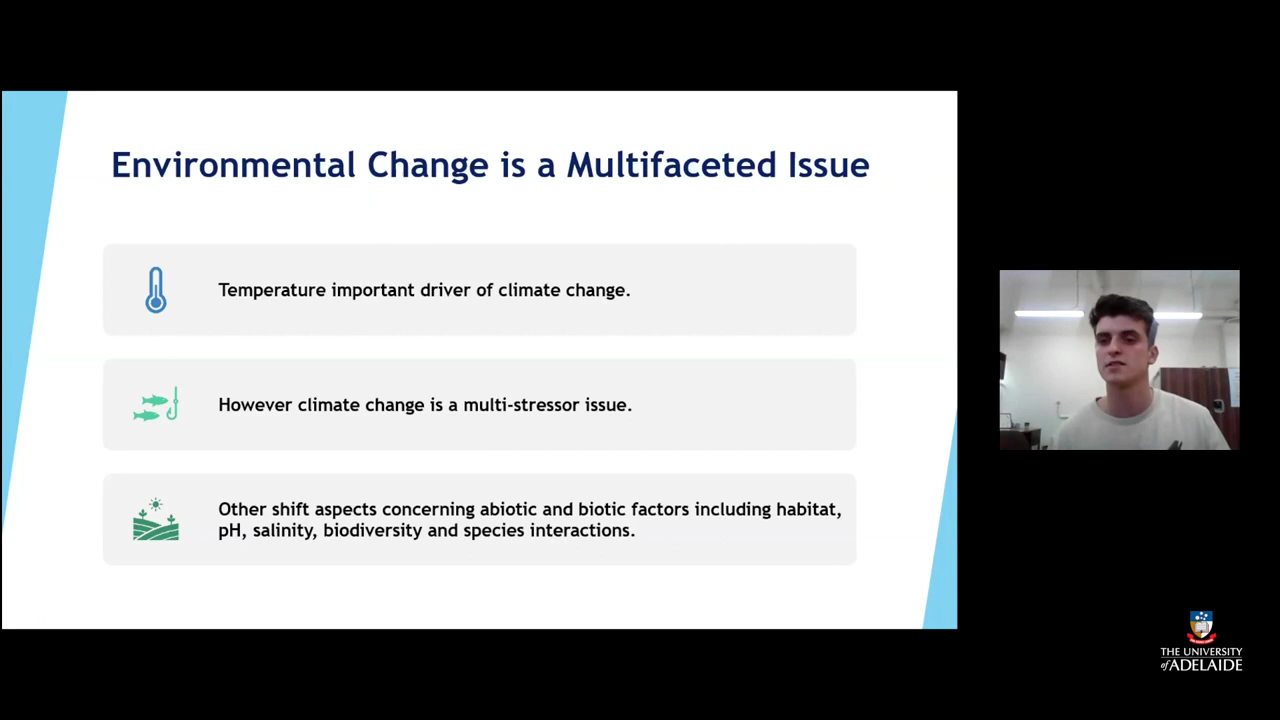 Environmental Change is a Multifaceted Issue
Temperature important driver of climate change.
However climate change is a multi-stressor issue.
Other shift aspects concerning abiotic and biotic factors including habitat,
pH, salinity, biodiversity and species interactions.
THE UNIVERSITY
of ADELAIDE